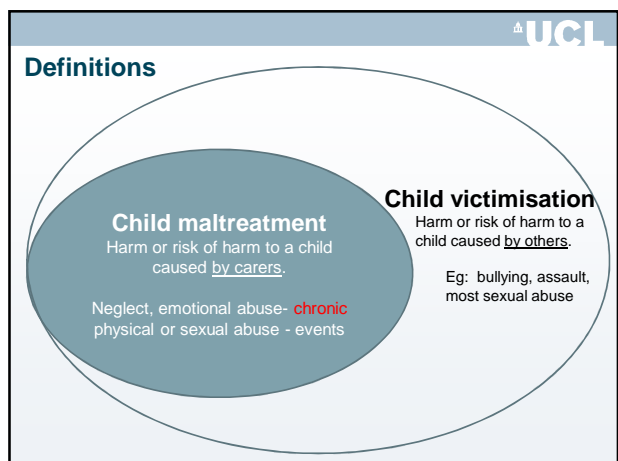 UCL
Definitions
Child maltreatment
Harm or risk of harm to a child
caused by carers.
Neglect, emotional abuse- chronic
physical or sexual abuse - events
Child victimisation
Harm or risk of harm to a
child caused by others.
Eg: bullying, assault,
most sexual abuse